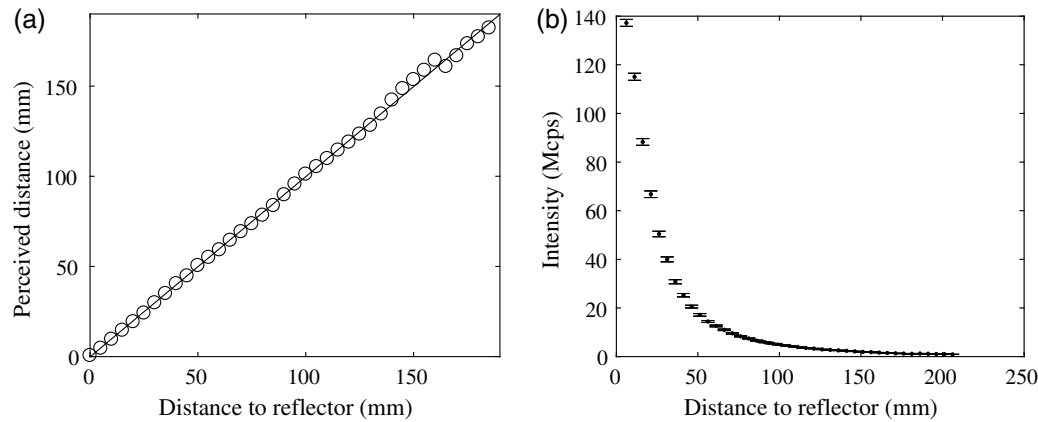 (a)
Perceived distance (mm)
150
100
50
0
0 50 100 150
Distance to reflector (mm)
(b)
Intensity (Mcps)
140
120
100
80
60
40
20
0
0 50 100 150 200 250
Distance to reflector (mm)